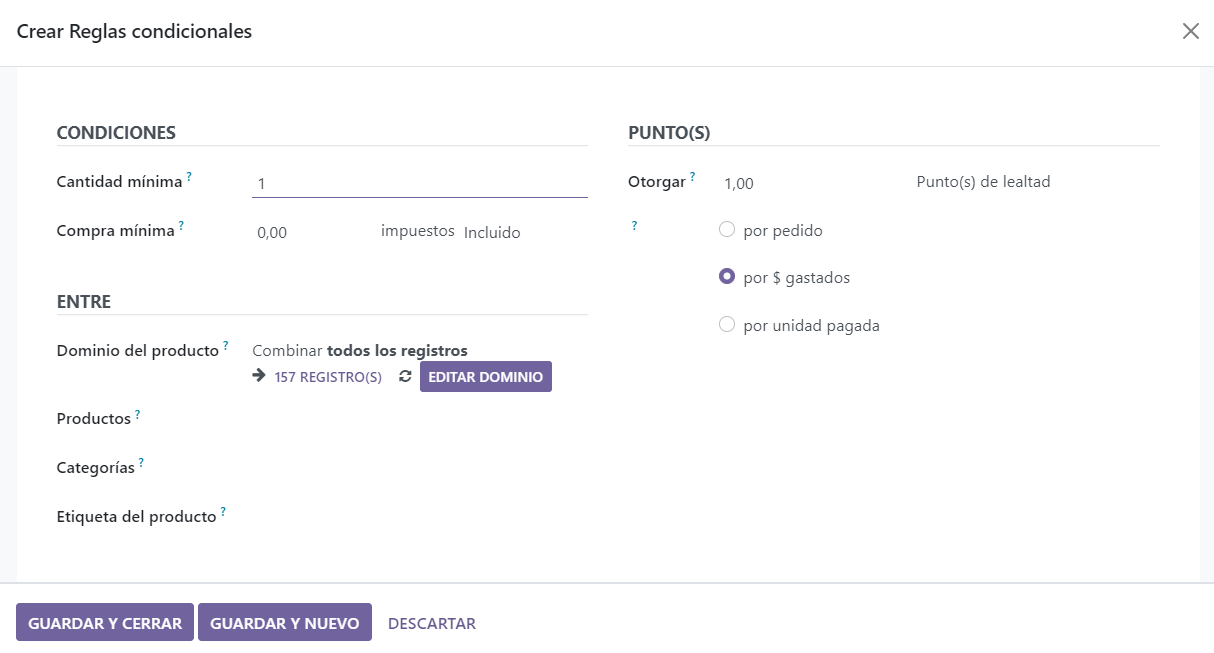 Crear Reglas condicionales
CONDICIONES
Cantidad mínima ?
1
Compra mínima ?
0,00 impuestos Incluido
ENTRE
Dominio del producto ?
Combinar todos los registros
157 REGISTRO(S) EDITAR DOMINIO
Productos ?
Categorías ?
Etiqueta del producto ?
PUNTO(S)
Otorgar ? 1,00 Punto(s) de lealtad
? por pedido
por $ gastados
por unidad pagada
GUARDAR Y CERRAR GUARDAR Y NUEVO DESCARTAR